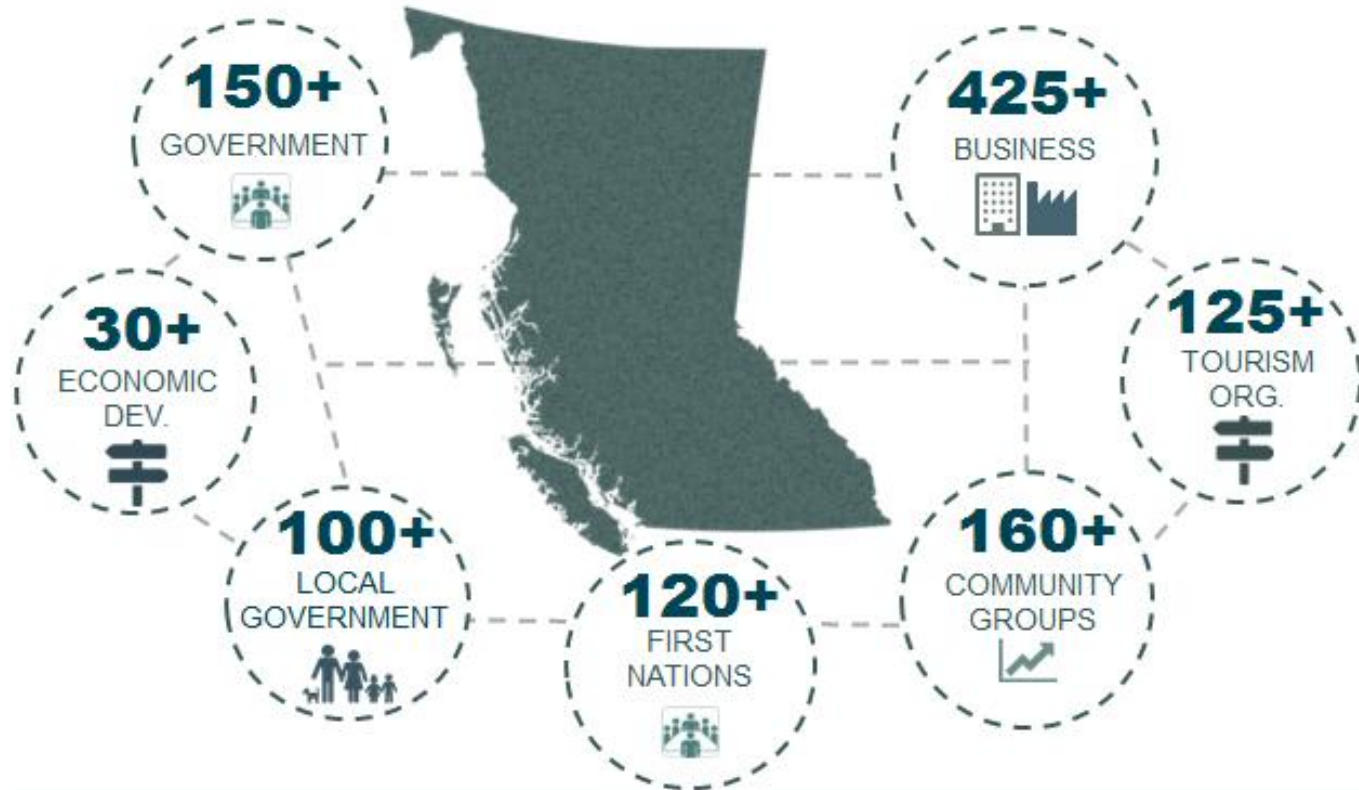 150+
GOVERNMENT
425+
BUSINESS
30+
ECONOMIC
DEV.
125+
TOURISM
ORG.
100+
LOCAL
GOVERNMENT
120+
FIRST
NATIONS
160+
COMMUNITY
GROUPS